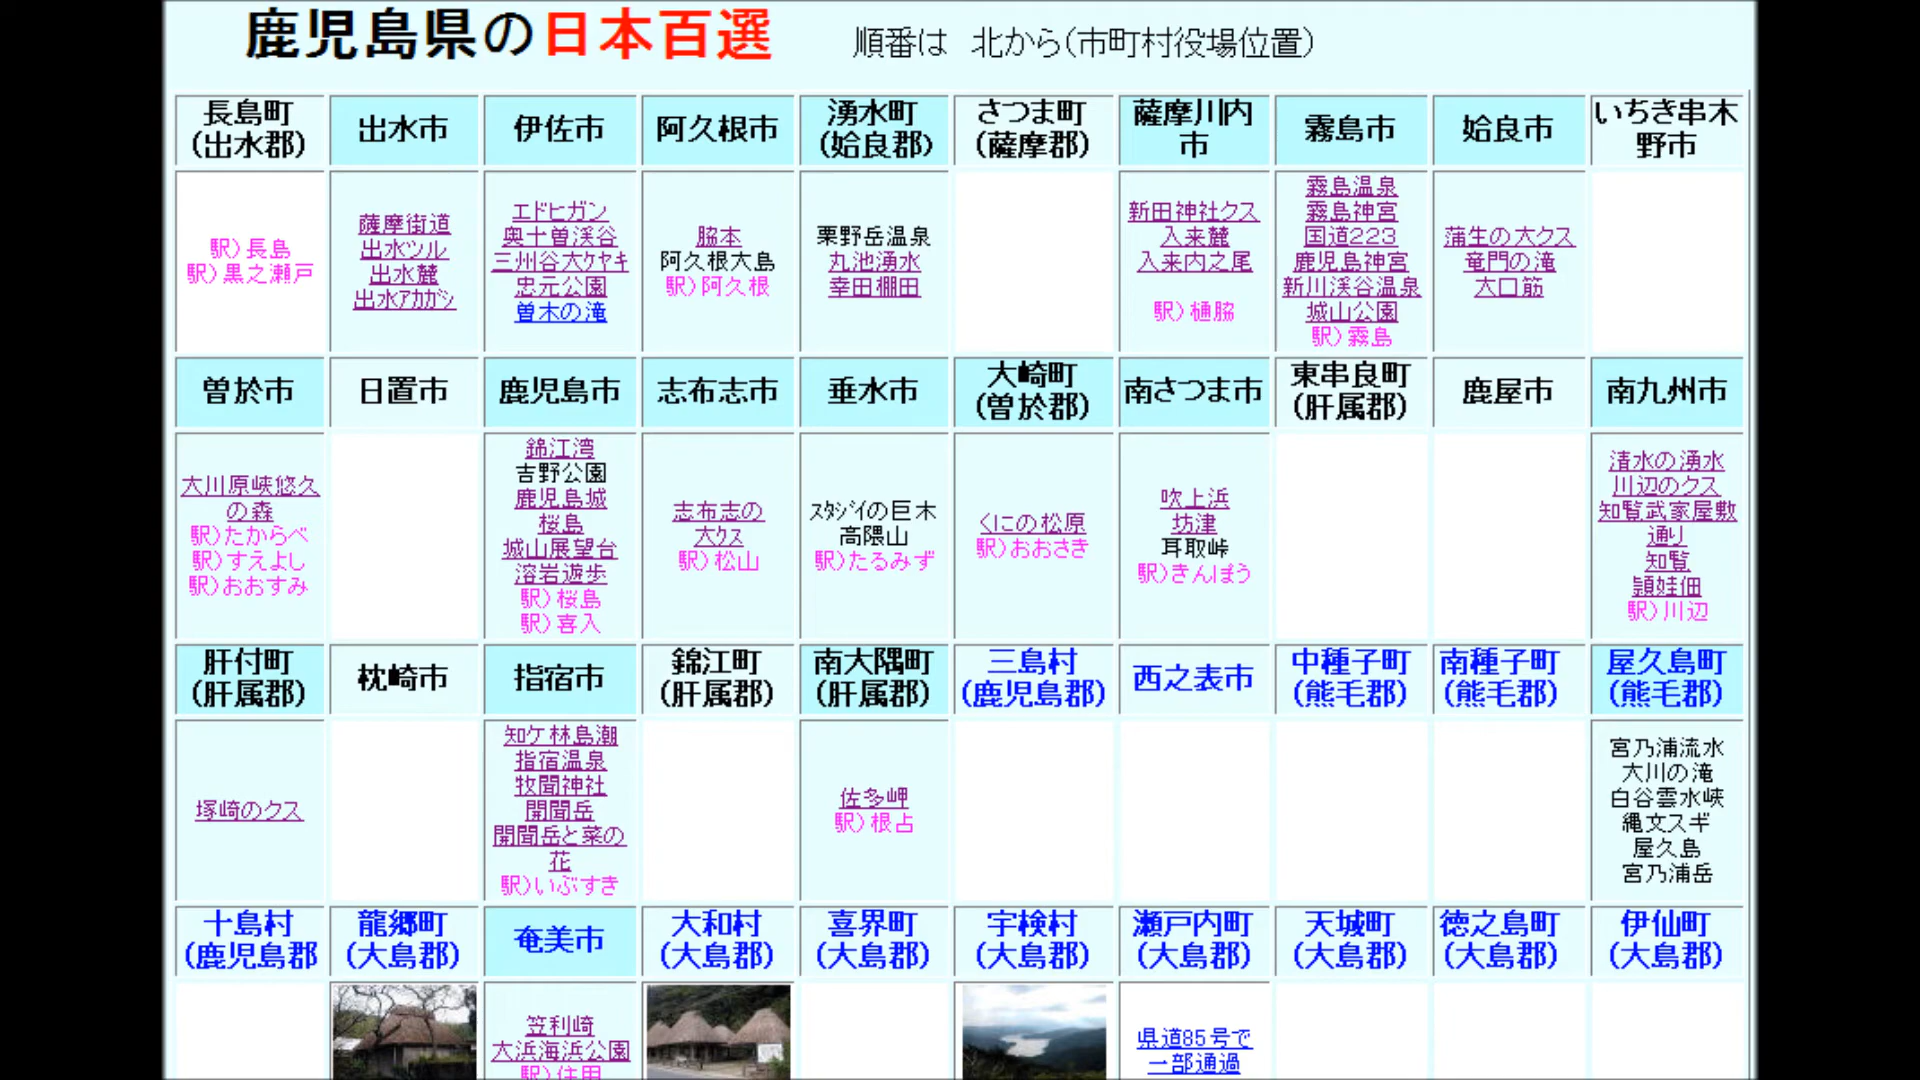 鹿児島県の日本百選 順番は 北から(市町村役場位置)
長島町
(出水郡)
出水市
伊佐市
阿久根市
湧水町
(姶良郡)
さつま町
(薩摩郡)
薩摩川内
市
霧島市
姶良市
いちき串木
野市
駅)長島
駅)黒之瀬戸
薩摩街道
出水ツル
出水麓
出水アカガシ
エドヒガン
奥十曽渓谷
三州谷大ケヤキ
忠元公園
曽木の滝
脇本
阿久根大島
駅)阿久根
栗野岳温泉
丸池湧水
幸田棚田
新田神社クス
入来麓
入来内之尾
駅)樋脇
霧島温泉
霧島神宮
国道223
鹿児島神宮
新川渓谷温泉
城山公園
駅)霧島
蒲生の大クス
竜門の滝
大口筋
曽於市
日置市
鹿児島市
志布志市
垂水市
大崎町
(曽於郡)
南さつま市
東串良町
(肝属郡)
鹿屋市
南九州市
大川原峡悠久
の森
駅)たからべ
駅)すえよし
駅)おおすみ
錦江湾
吉野公園
鹿児島城
桜島
城山展望台
溶岩遊歩
駅)桜島
駅)喜入
志布志の
大クス
駅)松山
スタジイの巨木
高隈山
駅)たるみず
くにの松原
駅)おおさき
吹上浜
坊津
耳取峠
駅)きんぽう
清水の湧水
川辺のクス
知覧武家屋敷
通り
知覧
頴娃佃
駅)川辺
肝付町
(肝属郡)
枕崎市
指宿市
錦江町
(肝属郡)
南大隅町
(肝属郡)
三島村
(鹿児島郡)
西之表市
中種子町
(熊毛郡)
南種子町
(熊毛郡)
屋久島町
(熊毛郡)
塚崎のクス
知ケ林島潮
指宿温泉
牧聞神社
開聞岳
開聞岳と菜の
花
駅)いぶすき
佐多岬
駅)根占
宮乃浦流水
大川の滝
白谷雲水峡
縄文スギ
屋久島
宮乃浦岳
十島村
(鹿児島郡
龍郷町
(大島郡)
奄美市
大和村
(大島郡)
喜界町
(大島郡)
宇検村
(大島郡)
瀬戸内町
(大島郡)
天城町
(大島郡)
徳之島町
(大島郡)
伊仙町
(大島郡)
笠利崎
大浜海浜公園
駅)住用
県道85号で
一部通過